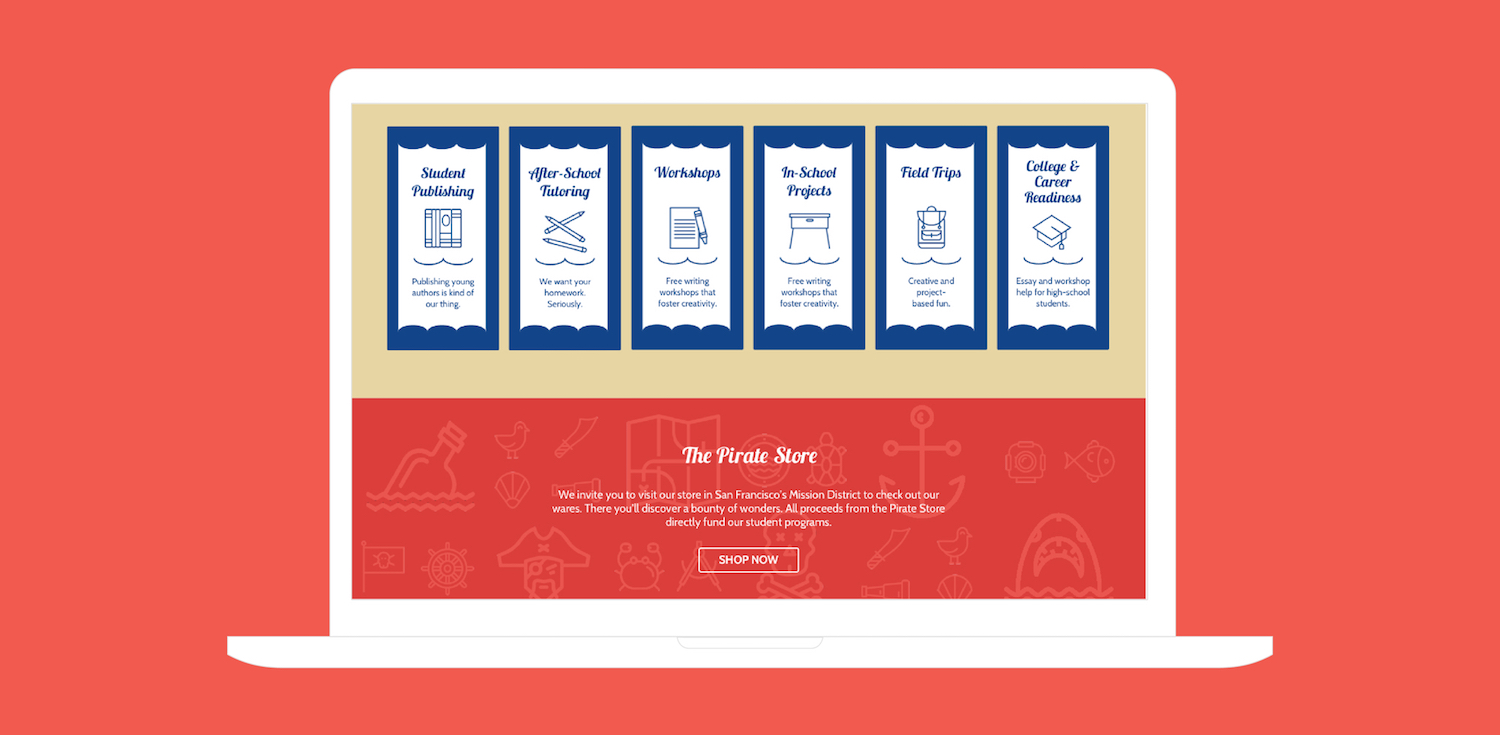 Student
Publishing
Publishing young
authors is kind of
our thing.
After-School
Tutoring
We want your
homework.
Seriously.
Workshops
Free writing
workshops that
foster creativity.
In-School
Projects
Free writing
workshops that
foster creativity.
Field Trips
Creative and
project-
based fun.
College &
Career
Readiness
Essay and workshop
help for high-school
students.
The Pirate Store
We invite you to visit our store in San Francisco's Mission District to check out our
wares. There you'll discover a bounty of wonders. All proceeds from the Pirate Store
directly fund our student programs.
SHOP NOW